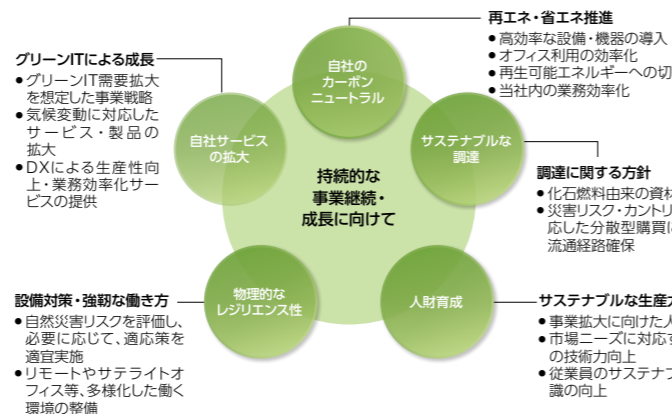 再エネ・省エネ推進
● 高効率な設備・機器の導入
● オフィス利用の効率化
● 再生可能エネルギーへの切
● 当社内の業務効率化
グリーンITによる成長
● グリーンIT需要拡大
を想定した事業戦略
● 気候変動に対応した
サービス・製品の
拡大
● DXによる生産性向
上・業務効率化サー
ビスの提供
自社の
カーボン
ニュートラル
自社サービス
の拡大
サステナブルな
調達
持続的な
事業継続・
成長に向けて
調達に関する方針
● 化石燃料由来の資材
● 災害リスク・カントリ
応した分散型購買に
流通経路確保
物理的な
レジリエンス性
人財育成
設備対策・強靭な働き方
● 自然災害リスクを評価し、
必要に応じて、適応策を
適宜実施
● リモートやサテライトオ
フィス等、多様化した働く
環境の整備
サステナブルな生産
● 事業拡大に向けた人
● 市場ニーズに対応す
の技術力向上
● 従業員のサステナブ
識の向上